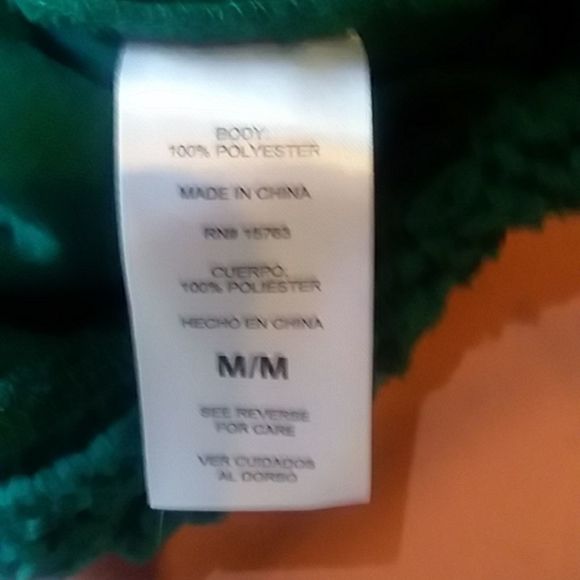 BODY:
100% POLYESTER
MADE IN CHINA
RN# 15763
CUERPO:
100% POLIESTER
HECHO EN CHINA
M/M
SEE REVERSE
FOR CARE
VER CUIDADOS
AL DORSO